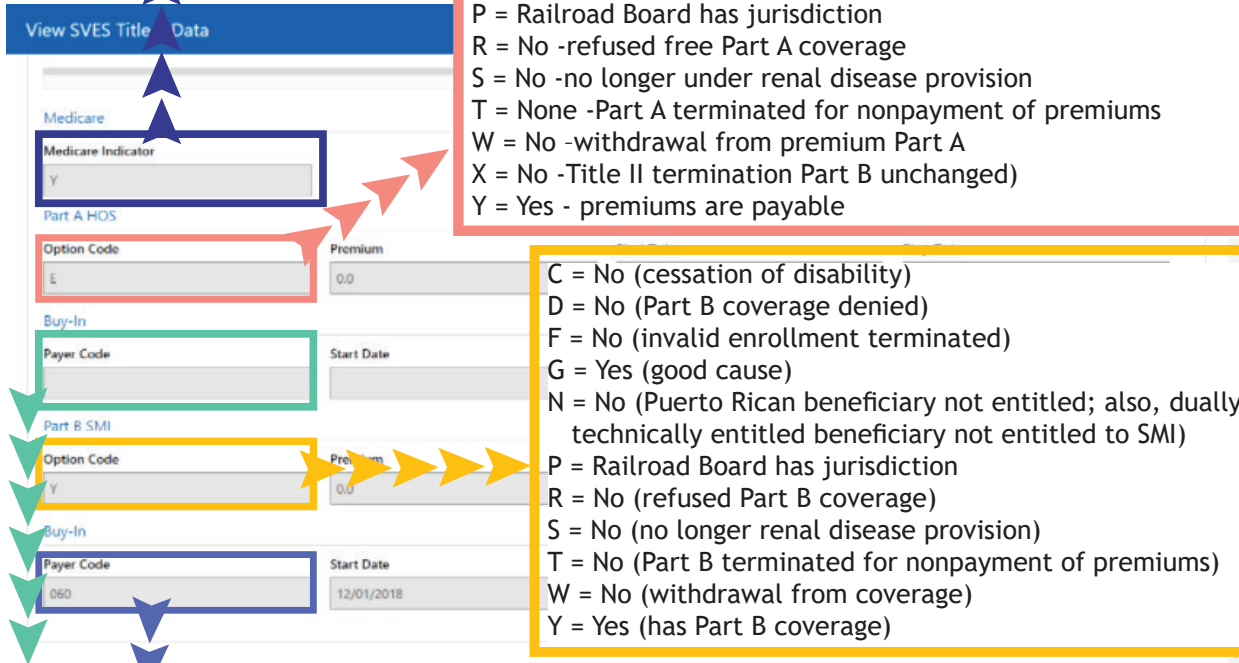 View SVES Title Data
P = Railroad Board has jurisdiction
R = No -refused free Part A coverage
S = No -no longer under renal disease provision
T = None -Part A terminated for nonpayment of premiums
W = No –withdrawal from premium Part A
X = No -Title II termination Part B unchanged)
Y = Yes - premiums are payable
Medicare
Medicare Indicator
Y
Part A HOS
Option Code Premium
E 0.0
Buy-In
Payer Code Start Date
Part B SMI
Option Code
Y 0.0
Buy-In
Payer Code Start Date
060 12/01/2018
C = No (cessation of disability)
D = No (Part B coverage denied)
F = No (invalid enrollment terminated)
G = Yes (good cause)
N = No (Puerto Rican beneficiary not entitled; also, dually
technically entitled beneficiary not entitled to SMI)
P = Railroad Board has jurisdiction
R = No (refused Part B coverage)
S = No (no longer renal disease provision)
T = No (Part B terminated for nonpayment of premiums)
W = No (withdrawal from coverage)
Y = Yes (has Part B coverage)